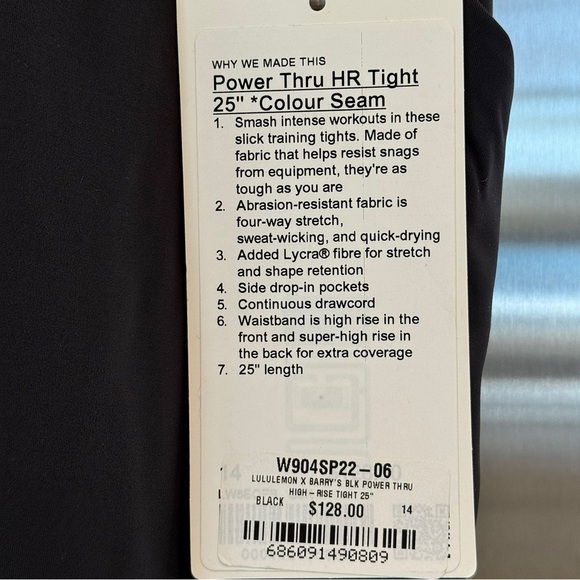 WHY WE MADE THIS
Power Thru HR Tight
25" *Colour Seam
1. Smash intense workouts in these
slick training tights. Made of
fabric that helps resist snags
from equipment, they're as
tough as you are
2. Abrasion-resistant fabric is
four-way stretch,
sweat-wicking, and quick-drying
3. Added Lycra® fibre for stretch
and shape retention
4. Side drop-in pockets
5. Continuous drawcord
6. Waistband is high rise in the
front and super-high rise in
the back for extra coverage
7. 25" length
W904SP22-06
LULULEMON X BARRY'S BLK POWER THRU
HIGH-RISE TIGHT 25"
BLACK $128.00 14
686091490809